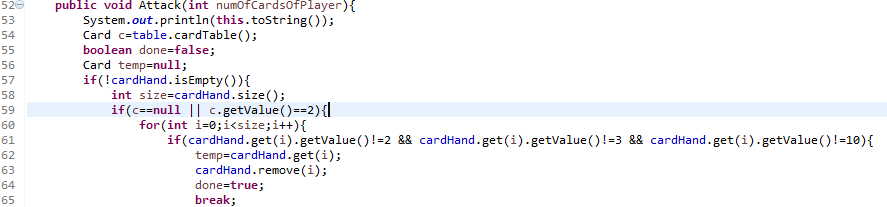 52 public void Attack(int numOfCardsOfPlayer){
53 System.out.println(this.toString());
54 Card c=table.cardTable();
55 boolean done=false;
56 Card temp=null;
57 if(!cardHand.isEmpty()){
58 int size=cardHand.size();
59 if(c==null || c.getValue()==2){
60 for(int i=0;i<size;i++){
61 if(cardHand.get(i).getValue()!=2 && cardHand.get(i).getValue()!=3 && cardHand.get(i).getValue()!=10){
62 temp=cardHand.get(i);
63 cardHand.remove(i);
64 done=true;
65 break;